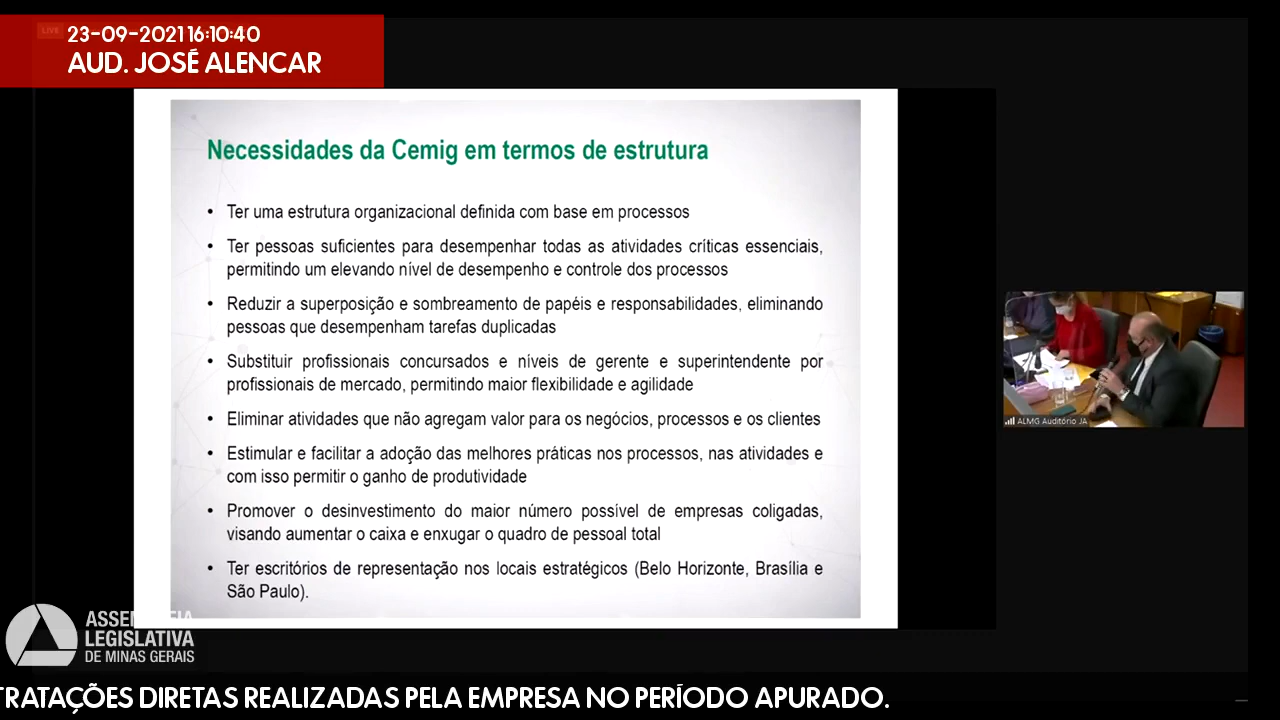 LIVE
23-09-2021 16:10:40
AUD. JOSÉ ALENCAR
Necessidades da Cemig em termos de estrutura
• Ter uma estrutura organizacional definida com base em processos
• Ter pessoas suficientes para desempenhar todas as atividades críticas essenciais,
permitindo um elevando nível de desempenho e controle dos processos
• Reduzir a superposição e sombreamento de papéis e responsabilidades, eliminando
pessoas que desempenham tarefas duplicadas
• Substituir profissionais concursados e níveis de gerente e superintendente por
profissionais de mercado, permitindo maior flexibilidade e agilidade
• Eliminar atividades que não agregam valor para os negócios, processos e os clientes
• Estimular e facilitar a adoção das melhores práticas nos processos, nas atividades e
com isso permitir o ganho de produtividade
• Promover o desinvestimento do maior número possível de empresas coligadas,
visando aumentar o caixa e enxugar o quadro de pessoal total
• Ter escritórios de representação nos locais estratégicos (Belo Horizonte, Brasília e
São Paulo).
ALMG Auditório JA
ASSEMBLEIA
LEGISLATIVA
DE MINAS GERAIS
TRATAÇÕES DIRETAS REALIZADAS PELA EMPRESA NO PERÍODO APURADO.